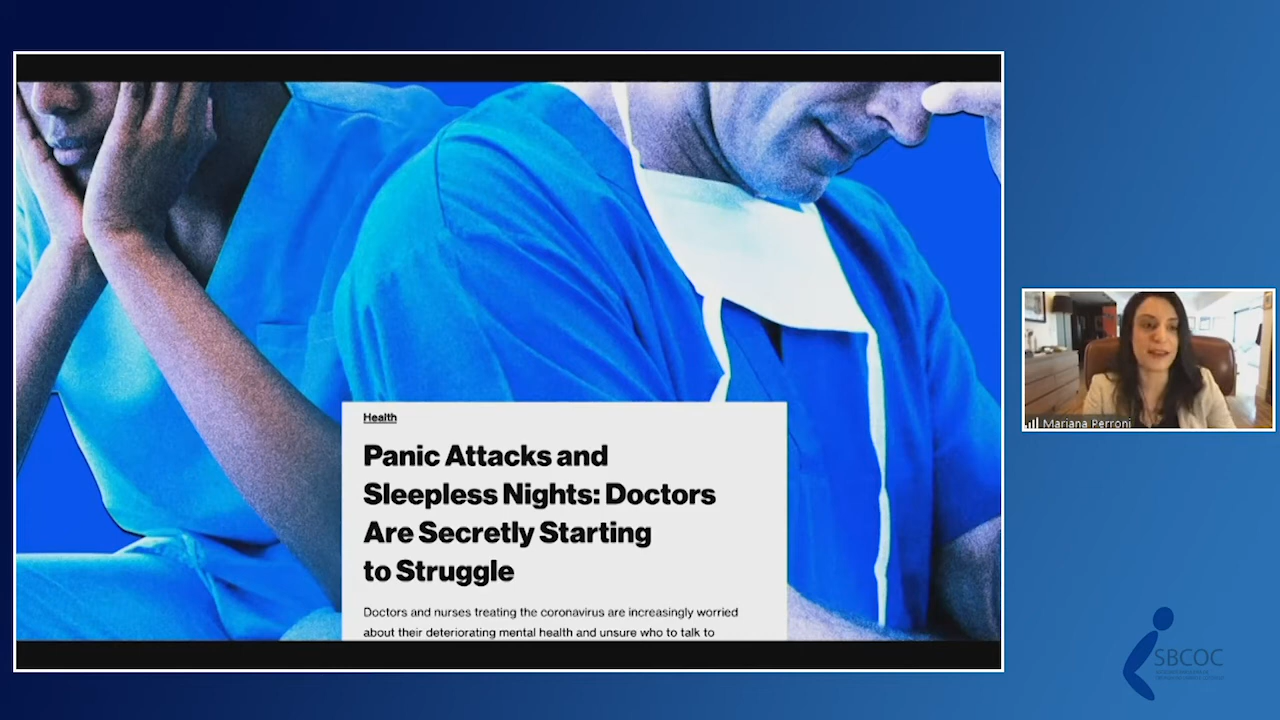 Health
Panic Attacks and
Sleepless Nights: Doctors
Are Secretly Starting
to Struggle
Doctors and nurses treating the coronavirus are increasingly worried
about their deteriorating mental health and unsure who to talk to
Mariana Perroni
SBCOC